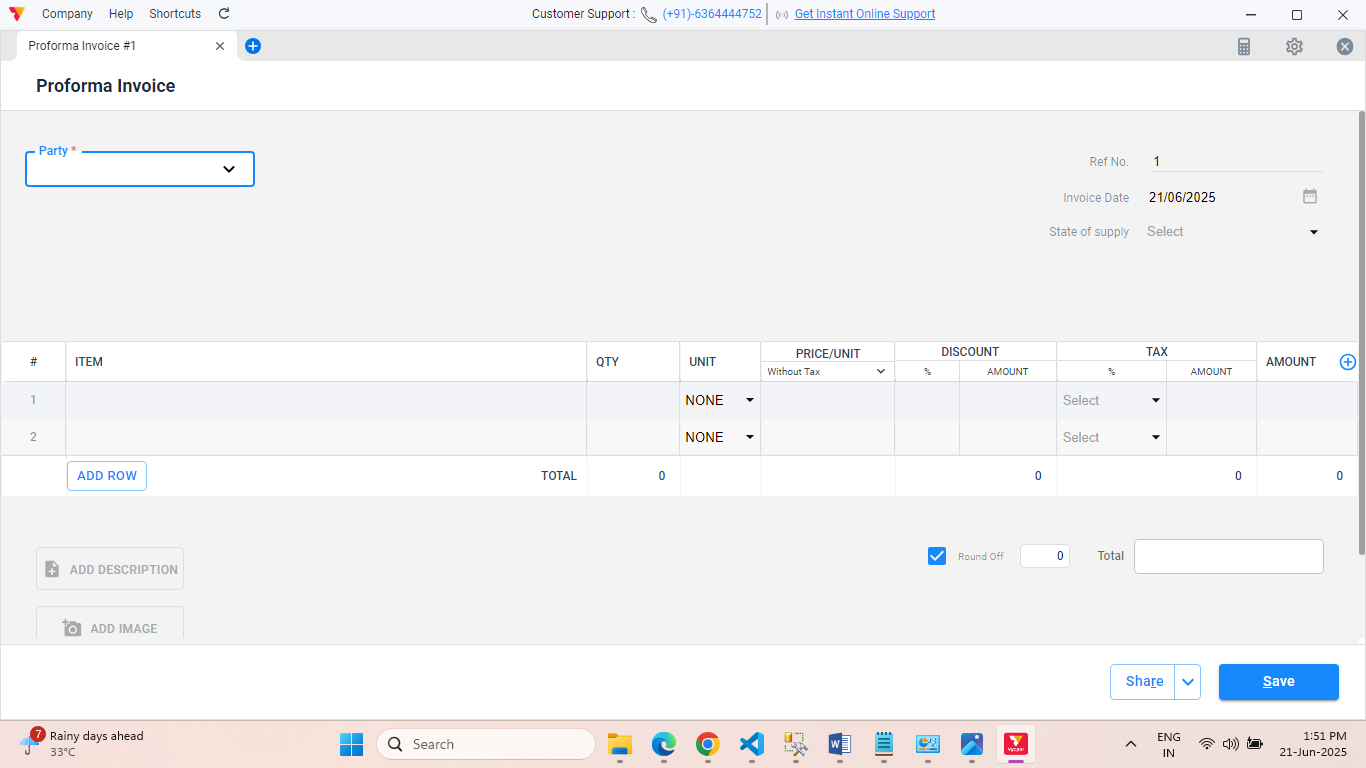 Company Help Shortcuts Customer Support : (+91)-6364444752 Get Instant Online Support
Proforma Invoice #1
Proforma Invoice
Party *
Ref No. 1
Invoice Date 21/06/2025
State of supply Select
# ITEM QTY UNIT PRICE/UNIT DISCOUNT TAX AMOUNT
Without Tax % AMOUNT % AMOUNT
1 NONE Select
2 NONE Select
ADD ROW TOTAL 0 0 0 0
Round Off 0 Total
ADD DESCRIPTION
ADD IMAGE
Share Save
7 Rainy days ahead
33°C
Search
Vyapar
ENG
IN
1:51 PM
21-Jun-2025